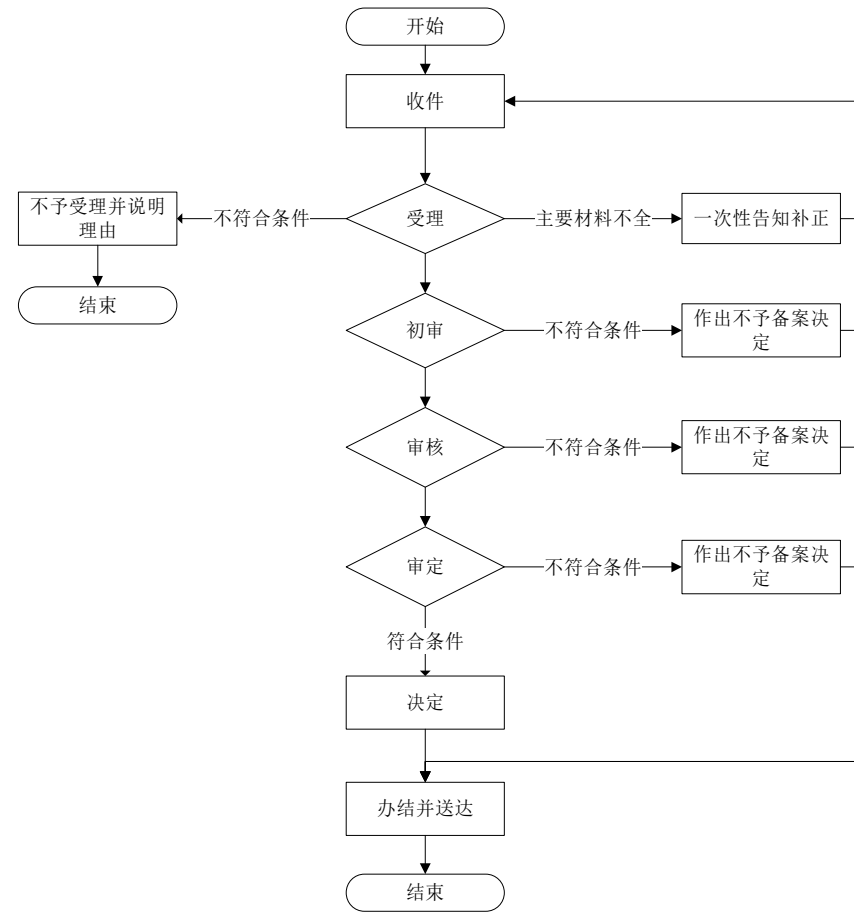 开始
收件
不予受理并说明
理由
不符合条件
受理
主要材料不全
一次性告知补正
结束
初审
不符合条件
作出不予备案决
定
审核
不符合条件
作出不予备案决
定
审定
不符合条件
作出不予备案决
定
符合条件
决定
办结并送达
结束